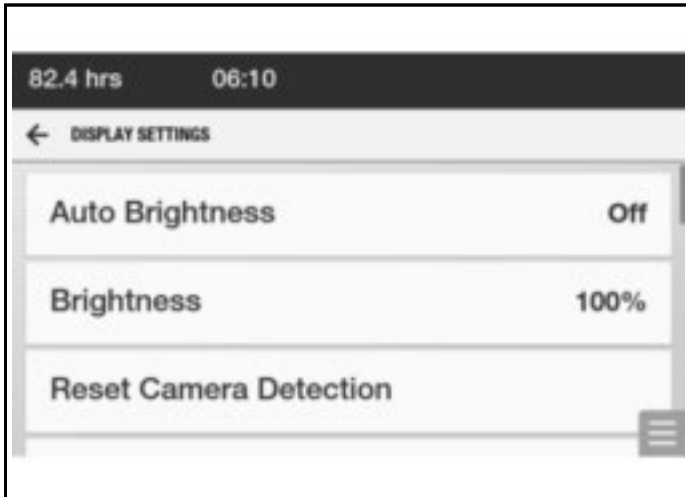 82.4 hrs 06:10
← DISPLAY SETTINGS
Auto Brightness Off
Brightness 100%
Reset Camera Detection